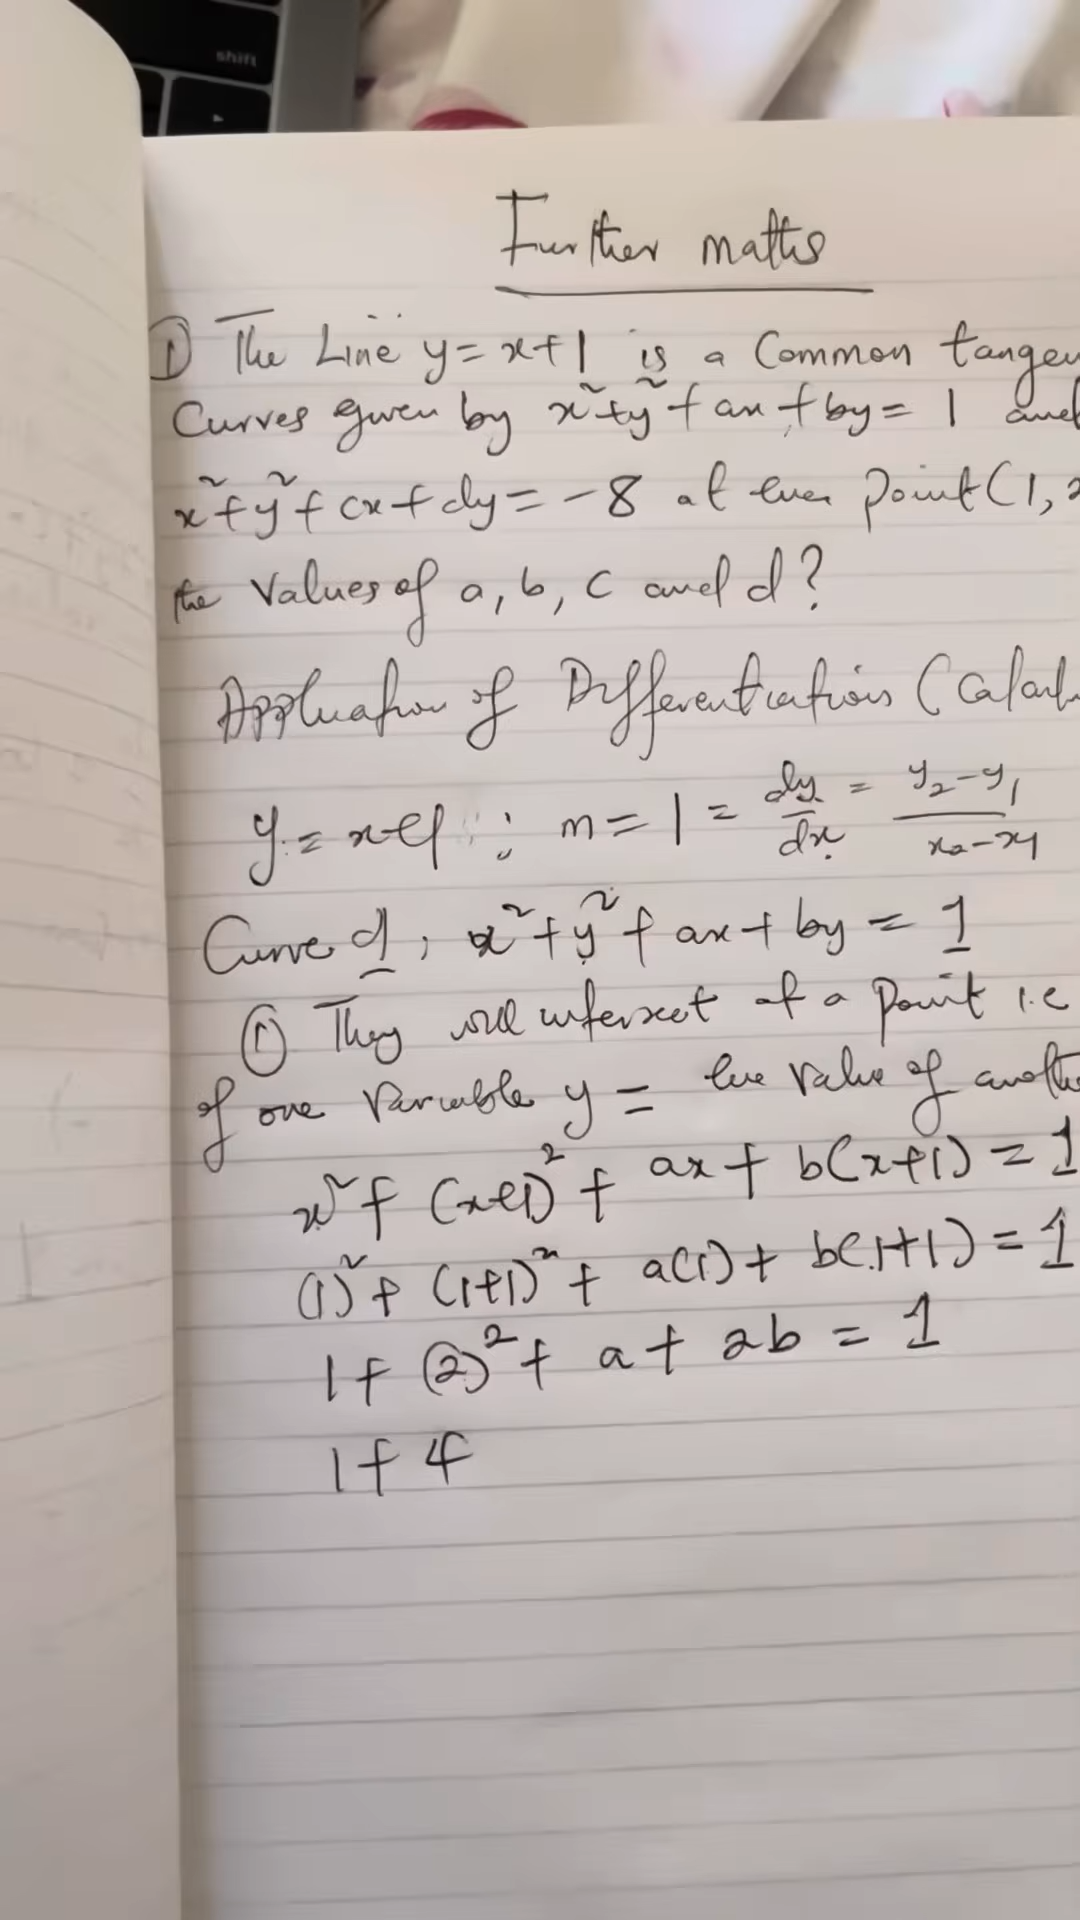 shift
Further maths
① The Line y = x+1 is a Common tangen
Curves given by x²+y²+ax+by = 1 and
x²+y²+cx+dy = -8 at the point (1, 2
the values of a, b, c and d?
Application of Differentiation (Calcul
y = x+1 ; m = 1 = dy/dx = y₂-y₁/x₂-x₁
Curve 1, x²+y²+ax+by = 1
① They will intersect at a point i.e
of one variable y = the value of anothe
x²+(x+1)²+ax+b(x+1) = 1
(1)²+(1+1)²+a(1)+b(1+1) = 1
1+(2)²+a+2b = 1
1+4